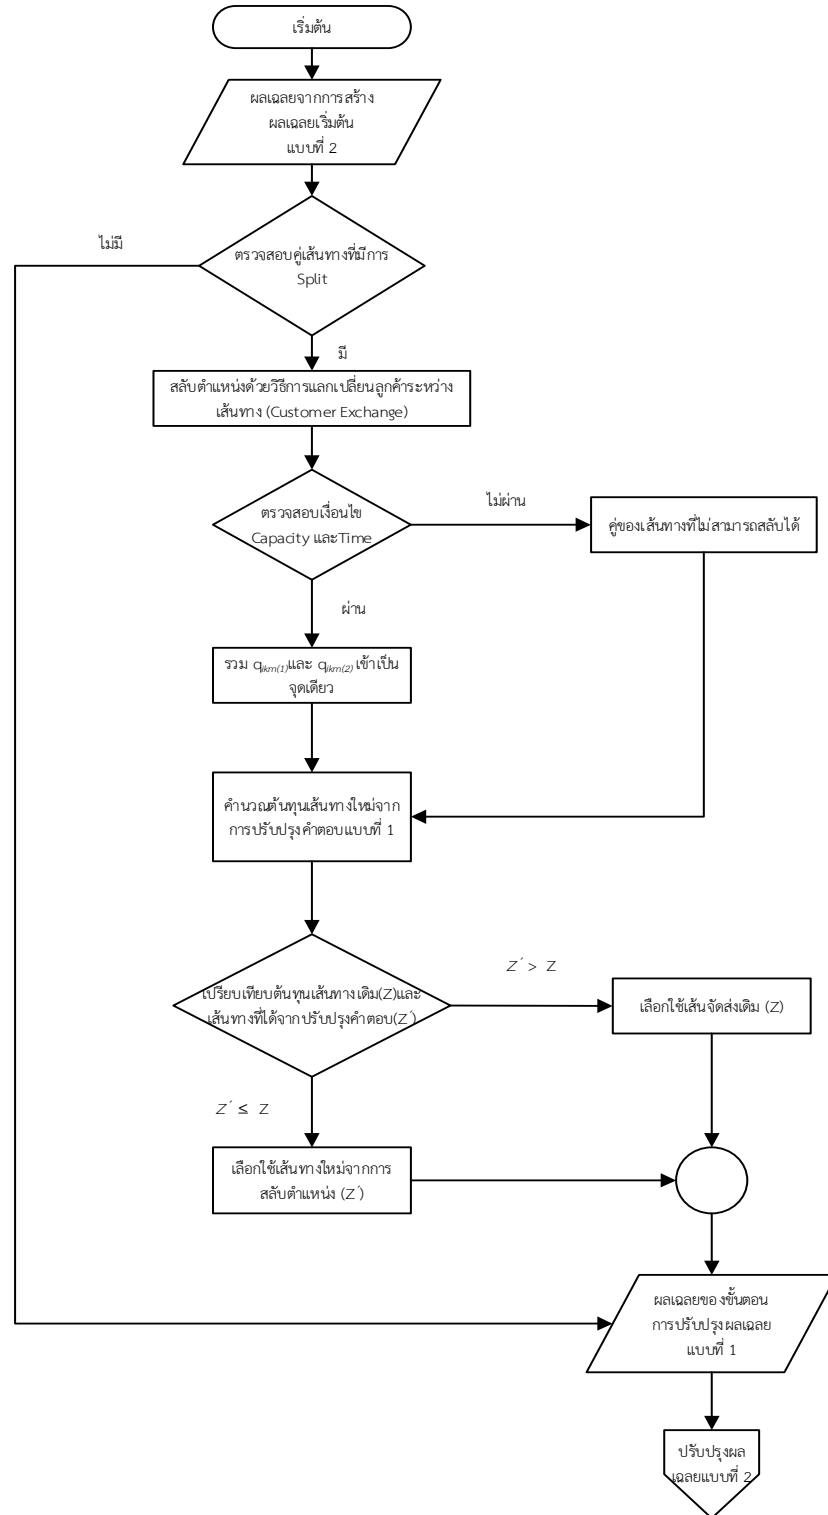 เริ่มต้น
ผลเฉลยจากการสร้าง
ผลเฉลยเริ่มต้น
แบบที่ 2
ไม่มี
ตรวจสอบคู่เส้นทางที่มีการ
Split
มี
สลับตำแหน่งด้วยวิธีการแลกเปลี่ยนลูกค้าระหว่าง
เส้นทาง (Customer Exchange)
ไม่ผ่าน
ตรวจสอบเงื่อนไข
Capacity และTime
คู่ของเส้นทางที่ไม่สามารถสลับได้
ผ่าน
รวม qikm(1)และ qikm(2) เข้าเป็น
จุดเดียว
คำนวณต้นทุนเส้นทางใหม่จาก
การปรับปรุงคำตอบแบบที่ 1
Z´ > Z
เปรียบเทียบต้นทุนเส้นทางเดิม(Z)และ
เส้นทางที่ได้จากปรับปรุงคำตอบ(Z´)
เลือกใช้เส้นจัดส่งเดิม (Z)
Z´ ≤ Z
เลือกใช้เส้นทางใหม่จากการ
สลับตำแหน่ง (Z´)
ผลเฉลยของขั้นตอน
การปรับปรุงผลเฉลย
แบบที่ 1
ปรับปรุงผล
เฉลยแบบที่ 2